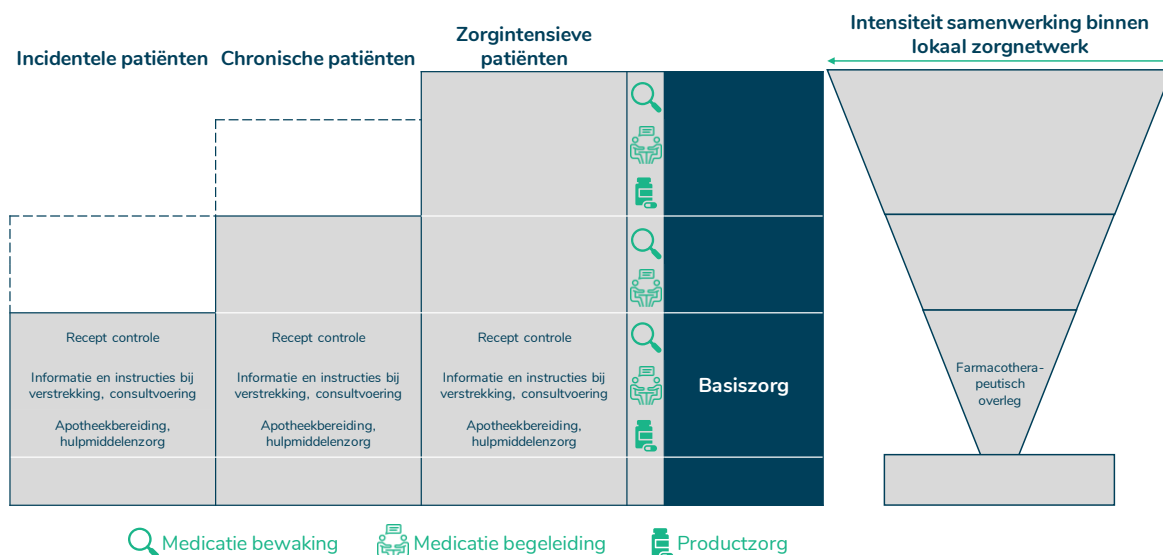 Incidentele patiënten
Chronische patiënten
Zorgintensieve
patiënten
Intensiteit samenwerking binnen
lokaal zorgnetwerk
Recept controle
Informatie en instructies bij
verstrekking, consultvoering
Apotheekbereiding,
hulpmiddelenzorg
Recept controle
Informatie en instructies bij
verstrekking, consultvoering
Apotheekbereiding,
hulpmiddelenzorg
Recept controle
Informatie en instructies bij
verstrekking, consultvoering
Apotheekbereiding,
hulpmiddelenzorg
Basiszorg
Farmacothera-
peutisch
overleg
Medicatie bewaking
Medicatie begeleiding
Productzorg